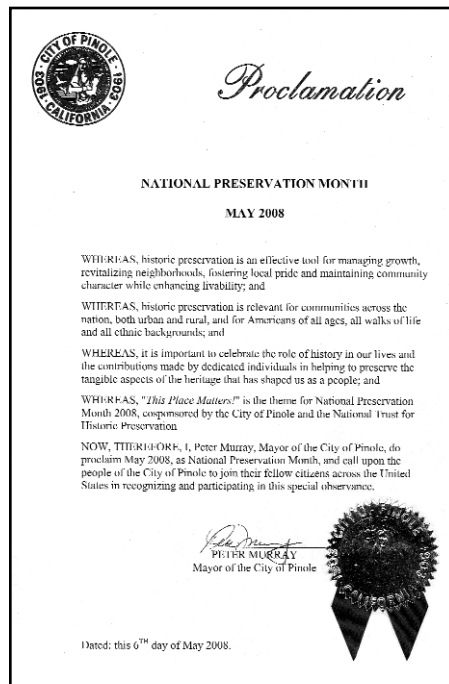 CITY OF PINOLE
1903 1903
CALIFORNIA
Proclamation
NATIONAL PRESERVATION MONTH
MAY 2008
WHEREAS, historic preservation is an effective tool for managing growth,
revitalizing neighborhoods, fostering local pride and maintaining community
character while enhancing livability; and
WHEREAS, historic preservation is relevant for communities across the
nation, both urban and rural, and for Americans of all ages, all walks of life
and all ethnic backgrounds; and
WHEREAS, it is important to celebrate the role of history in our lives and
the contributions made by dedicated individuals in helping to preserve the
tangible aspects of the heritage that has shaped us as a people; and
WHEREAS, "This Place Matters!" is the theme for National Preservation
Month 2008, cosponsored by the City of Pinole and the National Trust for
Historic Preservation
NOW, THEREFORE, I, Peter Murray, Mayor of the City of Pinole, do
proclaim May 2008, as National Preservation Month, and call upon the
people of the City of Pinole to join their fellow citizens across the United
States in recognizing and participating in this special observance.
PETER MURRAY
Mayor of the City of Pinole
CALIFORNIA
Dated: this 6TH day of May 2008.